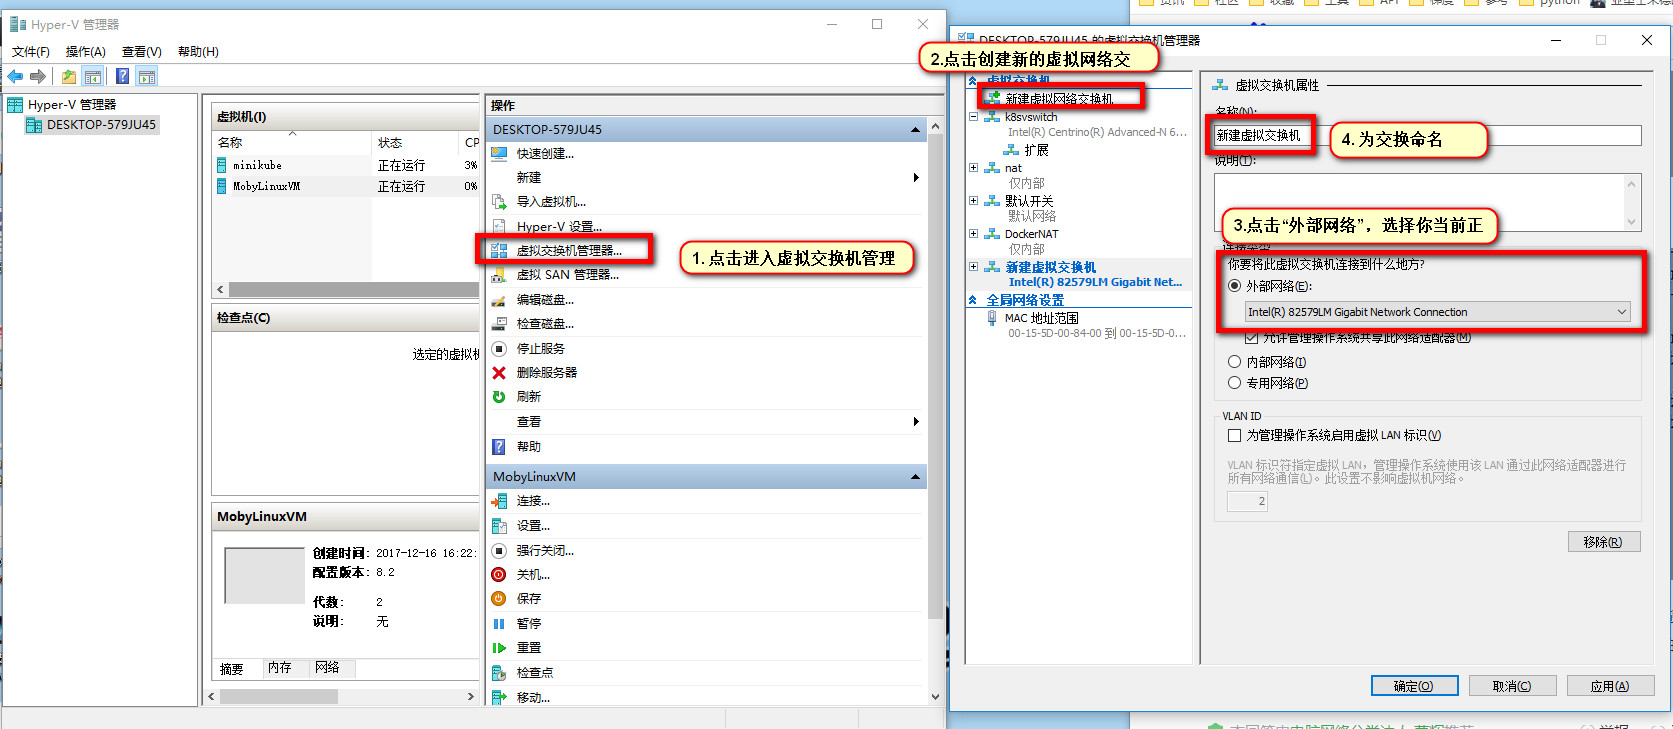 Hyper-V 管理器
文件(F) 操作(A) 查看(V) 帮助(H)
Hyper-V 管理器
DESKTOP-579JU45
虚拟机(I)
名称 状态 CP
minikube 正在运行 3%
MobyLinuxVM 正在运行 0%
检查点(C)
选定的虚拟机
MobyLinuxVM
创建时间: 2017-12-16 16:22:
配置版本: 8.2
代数: 2
说明: 无
摘要 内存 网络
操作
DESKTOP-579JU45
快速创建...
新建
导入虚拟机...
Hyper-V 设置...
虚拟交换机管理器...
虚拟 SAN 管理器...
编辑磁盘...
检查磁盘...
停止服务
删除服务器
刷新
查看
帮助
MobyLinuxVM
连接...
设置...
强行关闭...
关机...
保存
暂停
重置
检查点
移动...
1. 点击进入虚拟交换机管理
资讯 社区 收藏 工具 API 梯度 参考 python
DESKTOP-579JU45 的虚拟交换机管理器
2.点击创建新的虚拟网络交
虚拟交换机
新建虚拟网络交换机
k8svswitch
Intel(R) Centrino(R) Advanced-N 6...
扩展
nat
仅内部
默认开关
默认网络
DockerNAT
仅内部
新建虚拟交换机
Intel(R) 82579LM Gigabit Net...
全局网络设置
MAC 地址范围
00-15-5D-00-84-00 到 00-15-5D-0...
虚拟交换机属性
名称(N):
新建虚拟交换机
4. 为交换命名
说明(T):
3.点击“外部网络”，选择你当前正
连接类型
你要将此虚拟交换机连接到什么地方?
外部网络(E):
Intel(R) 82579LM Gigabit Network Connection
允许管理操作系统共享此网络适配器(M)
内部网络(I)
专用网络(P)
VLAN ID
为管理操作系统启用虚拟 LAN 标识(V)
VLAN 标识符指定虚拟 LAN，管理操作系统使用该 LAN 通过此网络适配器进行
所有网络通信(L)。此设置不影响虚拟机网络。
2
移除(R)
确定(O) 取消(C) 应用(A)